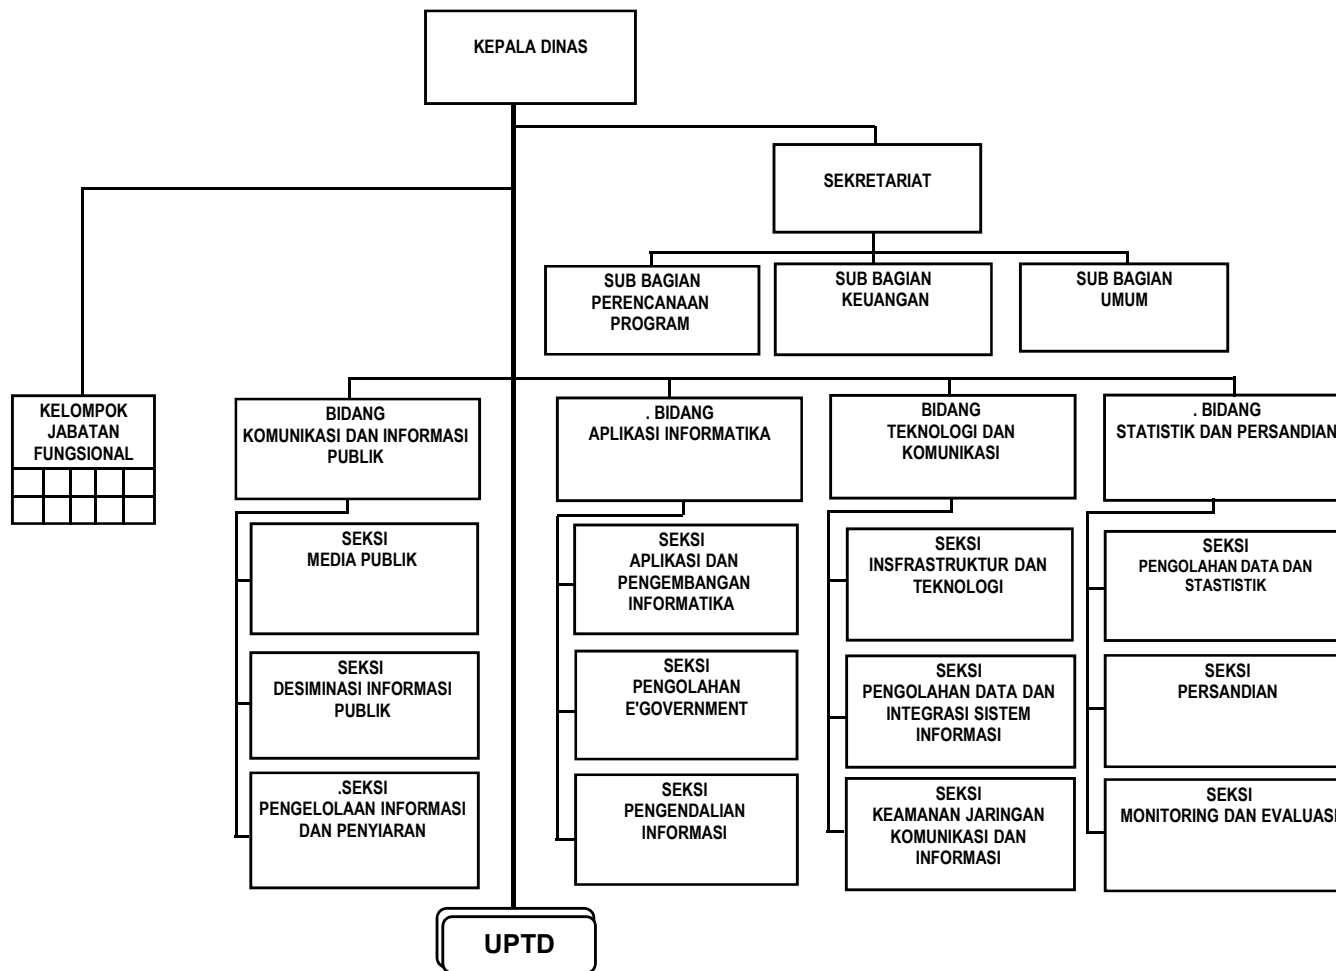 KEPALA DINAS
SEKRETARIAT
SUB BAGIAN
PERENCANAAN
PROGRAM
SUB BAGIAN
KEUANGAN
SUB BAGIAN
UMUM
KELOMPOK
JABATAN
FUNGSIONAL
BIDANG
KOMUNIKASI DAN INFORMASI
PUBLIK
. BIDANG
APLIKASI INFORMATIKA
BIDANG
TEKNOLOGI DAN
KOMUNIKASI
. BIDANG
STATISTIK DAN PERSANDIAN
SEKSI
MEDIA PUBLIK
SEKSI
APLIKASI DAN
PENGEMBANGAN
INFORMATIKA
SEKSI
INSFRASTRUKTUR DAN
TEKNOLOGI
SEKSI
PENGOLAHAN DATA DAN
STASTISTIK
SEKSI
DESIMINASI INFORMASI
PUBLIK
SEKSI
PENGOLAHAN
E'GOVERNMENT
SEKSI
PENGOLAHAN DATA DAN
INTEGRASI SISTEM
INFORMASI
SEKSI
PERSANDIAN
.SEKSI
PENGELOLAAN INFORMASI
DAN PENYIARAN
SEKSI
PENGENDALIAN
INFORMASI
SEKSI
KEAMANAN JARINGAN
KOMUNIKASI DAN
INFORMASI
SEKSI
MONITORING DAN EVALUASI
UPTD